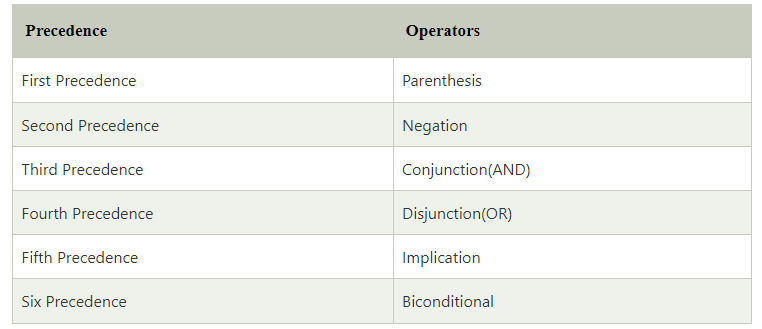 Precedence Operators
First Precedence Parenthesis
Second Precedence Negation
Third Precedence Conjunction(AND)
Fourth Precedence Disjunction(OR)
Fifth Precedence Implication
Six Precedence Biconditional